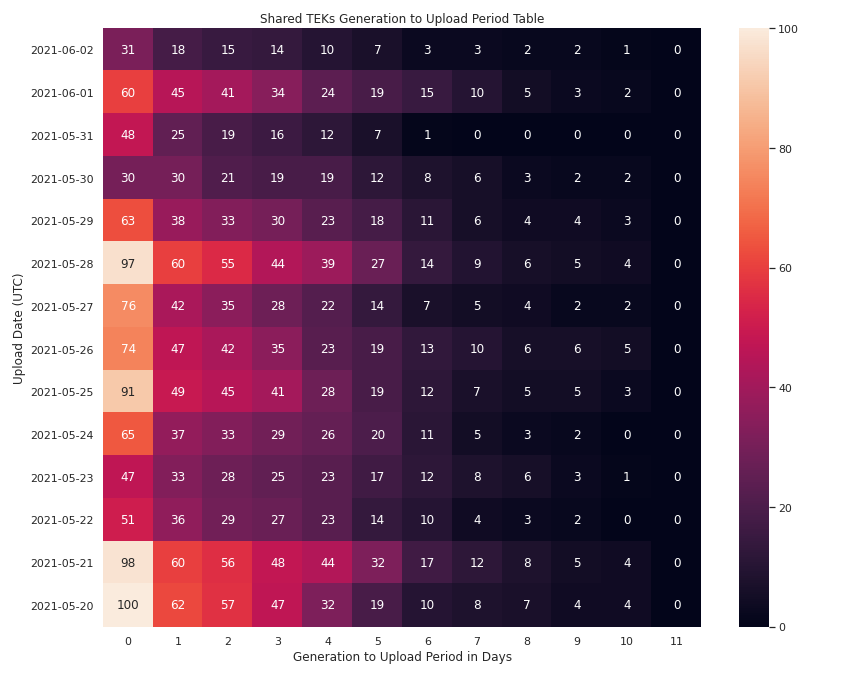 Shared TEKs Generation to Upload Period Table
Upload Date (UTC)
2021-06-02 31 18 15 14 10 7 3 3 2 2 1 0
2021-06-01 60 45 41 34 24 19 15 10 5 3 2 0
2021-05-31 48 25 19 16 12 7 1 0 0 0 0 0
2021-05-30 30 30 21 19 19 12 8 6 3 2 2 0
2021-05-29 63 38 33 30 23 18 11 6 4 4 3 0
2021-05-28 97 60 55 44 39 27 14 9 6 5 4 0
2021-05-27 76 42 35 28 22 14 7 5 4 2 2 0
2021-05-26 74 47 42 35 23 19 13 10 6 6 5 0
2021-05-25 91 49 45 41 28 19 12 7 5 5 3 0
2021-05-24 65 37 33 29 26 20 11 5 3 2 0 0
2021-05-23 47 33 28 25 23 17 12 8 6 3 1 0
2021-05-22 51 36 29 27 23 14 10 4 3 2 0 0
2021-05-21 98 60 56 48 44 32 17 12 8 5 4 0
2021-05-20 100 62 57 47 32 19 10 8 7 4 4 0
0 1 2 3 4 5 6 7 8 9 10 11
Generation to Upload Period in Days
100
80
60
40
20
0